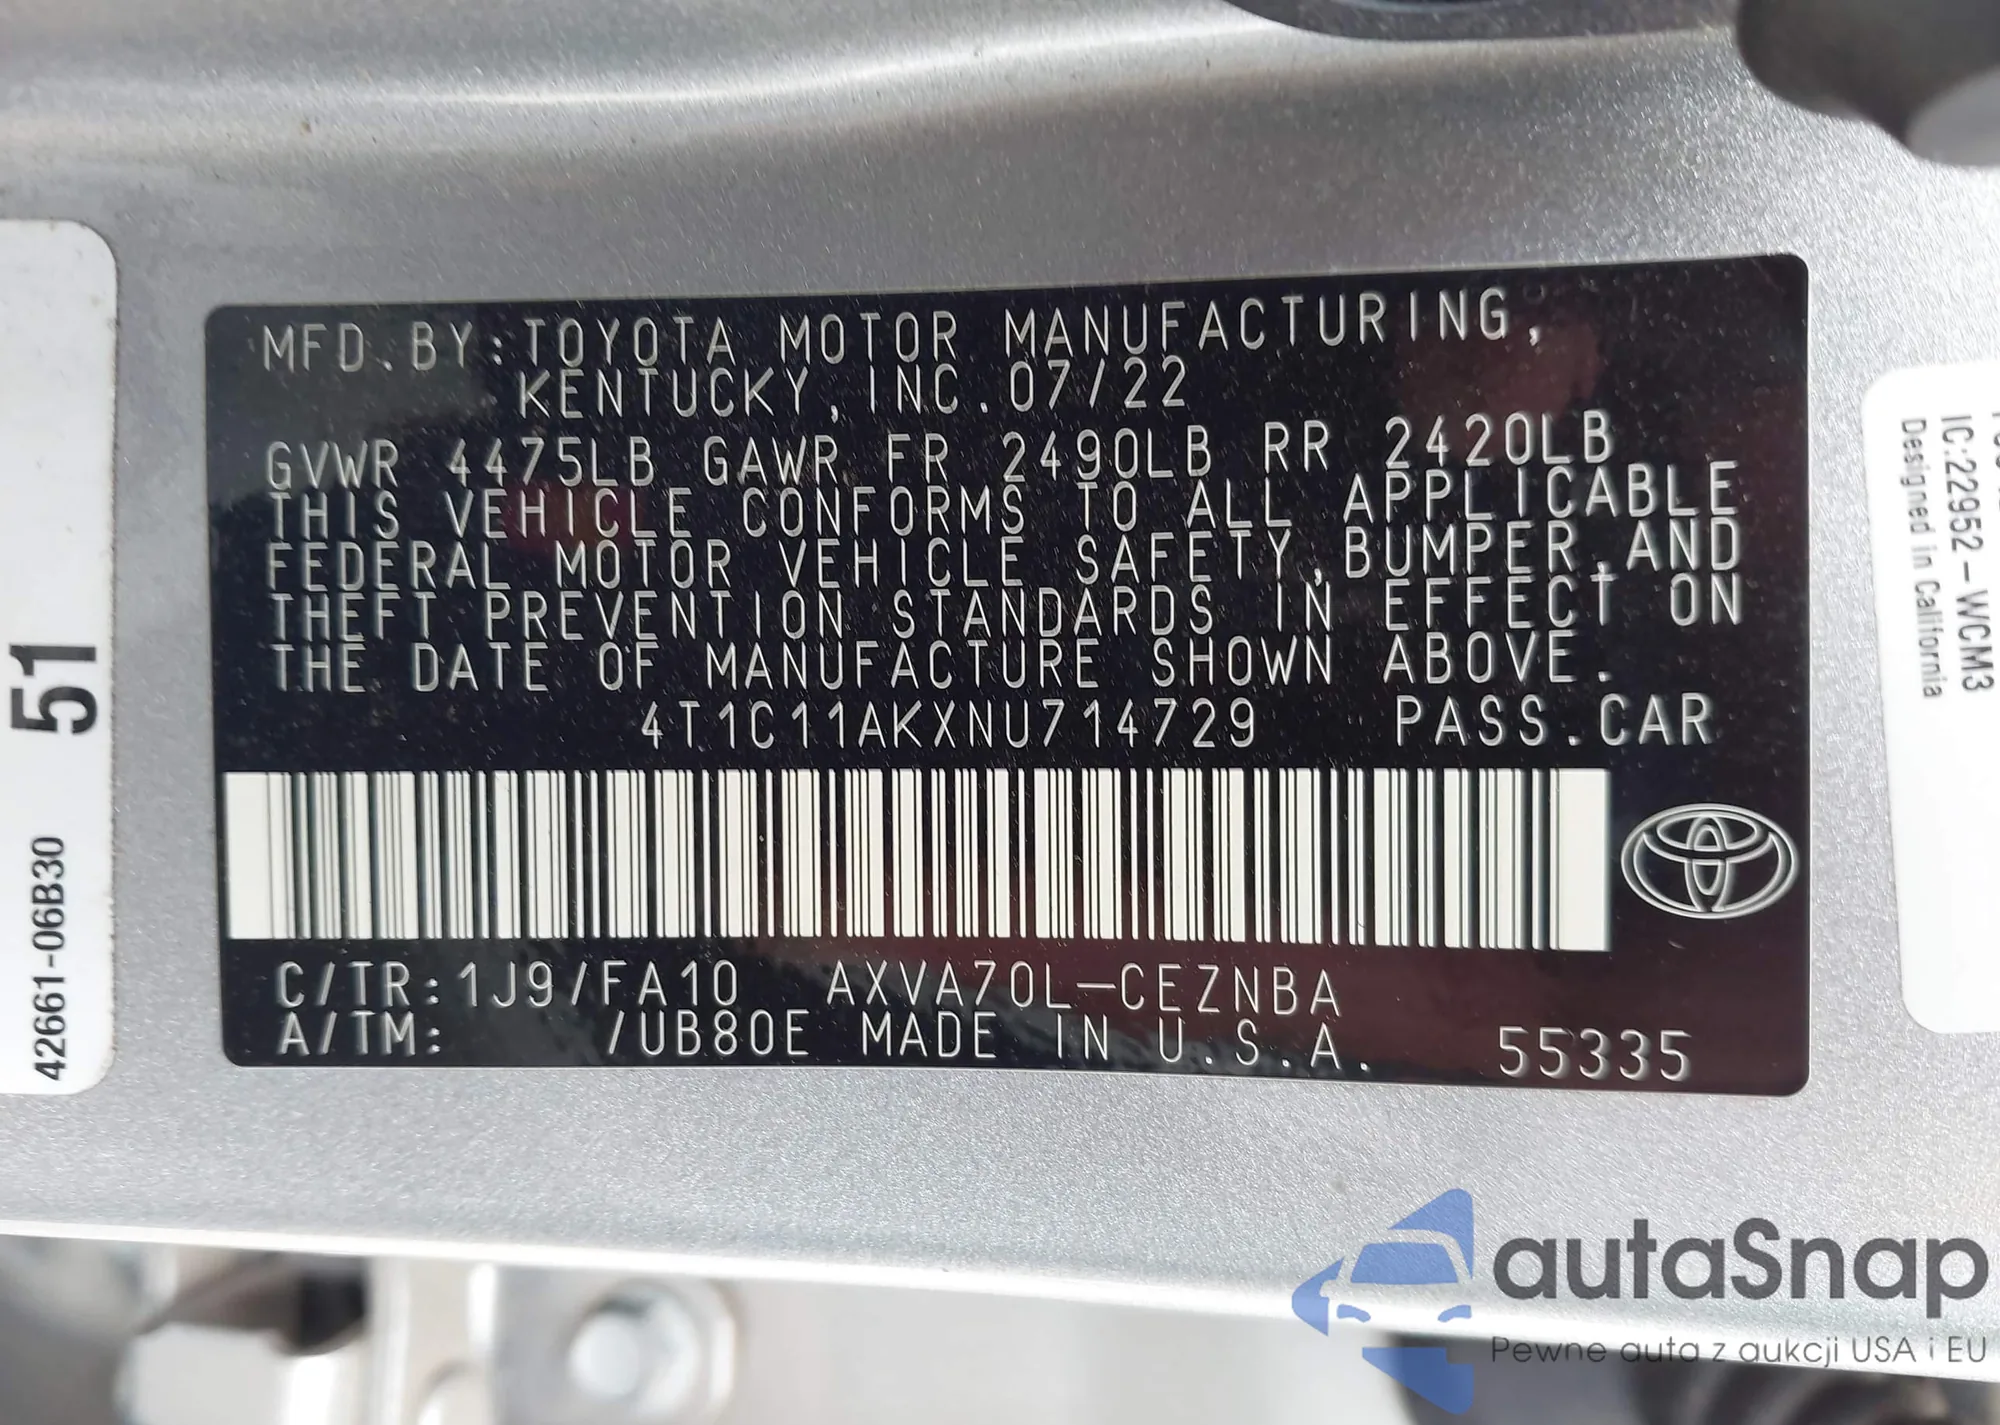 MFD.BY:TOYOTA MOTOR MANUFACTURING,
KENTUCKY,INC.07/22
GVWR 4475LB GAWR FR 2490LB RR 2420LB
THIS VEHICLE CONFORMS TO ALL APPLICABLE
FEDERAL MOTOR VEHICLE SAFETY,BUMPER,AND
THEFT PREVENTION STANDARDS IN EFFECT ON
THE DATE OF MANUFACTURE SHOWN ABOVE.
4T1C11AKXNU714729 PASS.CAR
C/TR:1J9/FA10 AXVA70L-CEZNBA
A/TM: /UB80E MADE IN U.S.A. 55335
51
42661-06B30
IC:22952-WCM3
Designed in California
autaSnap
Pewne auta z aukcji USA i EU